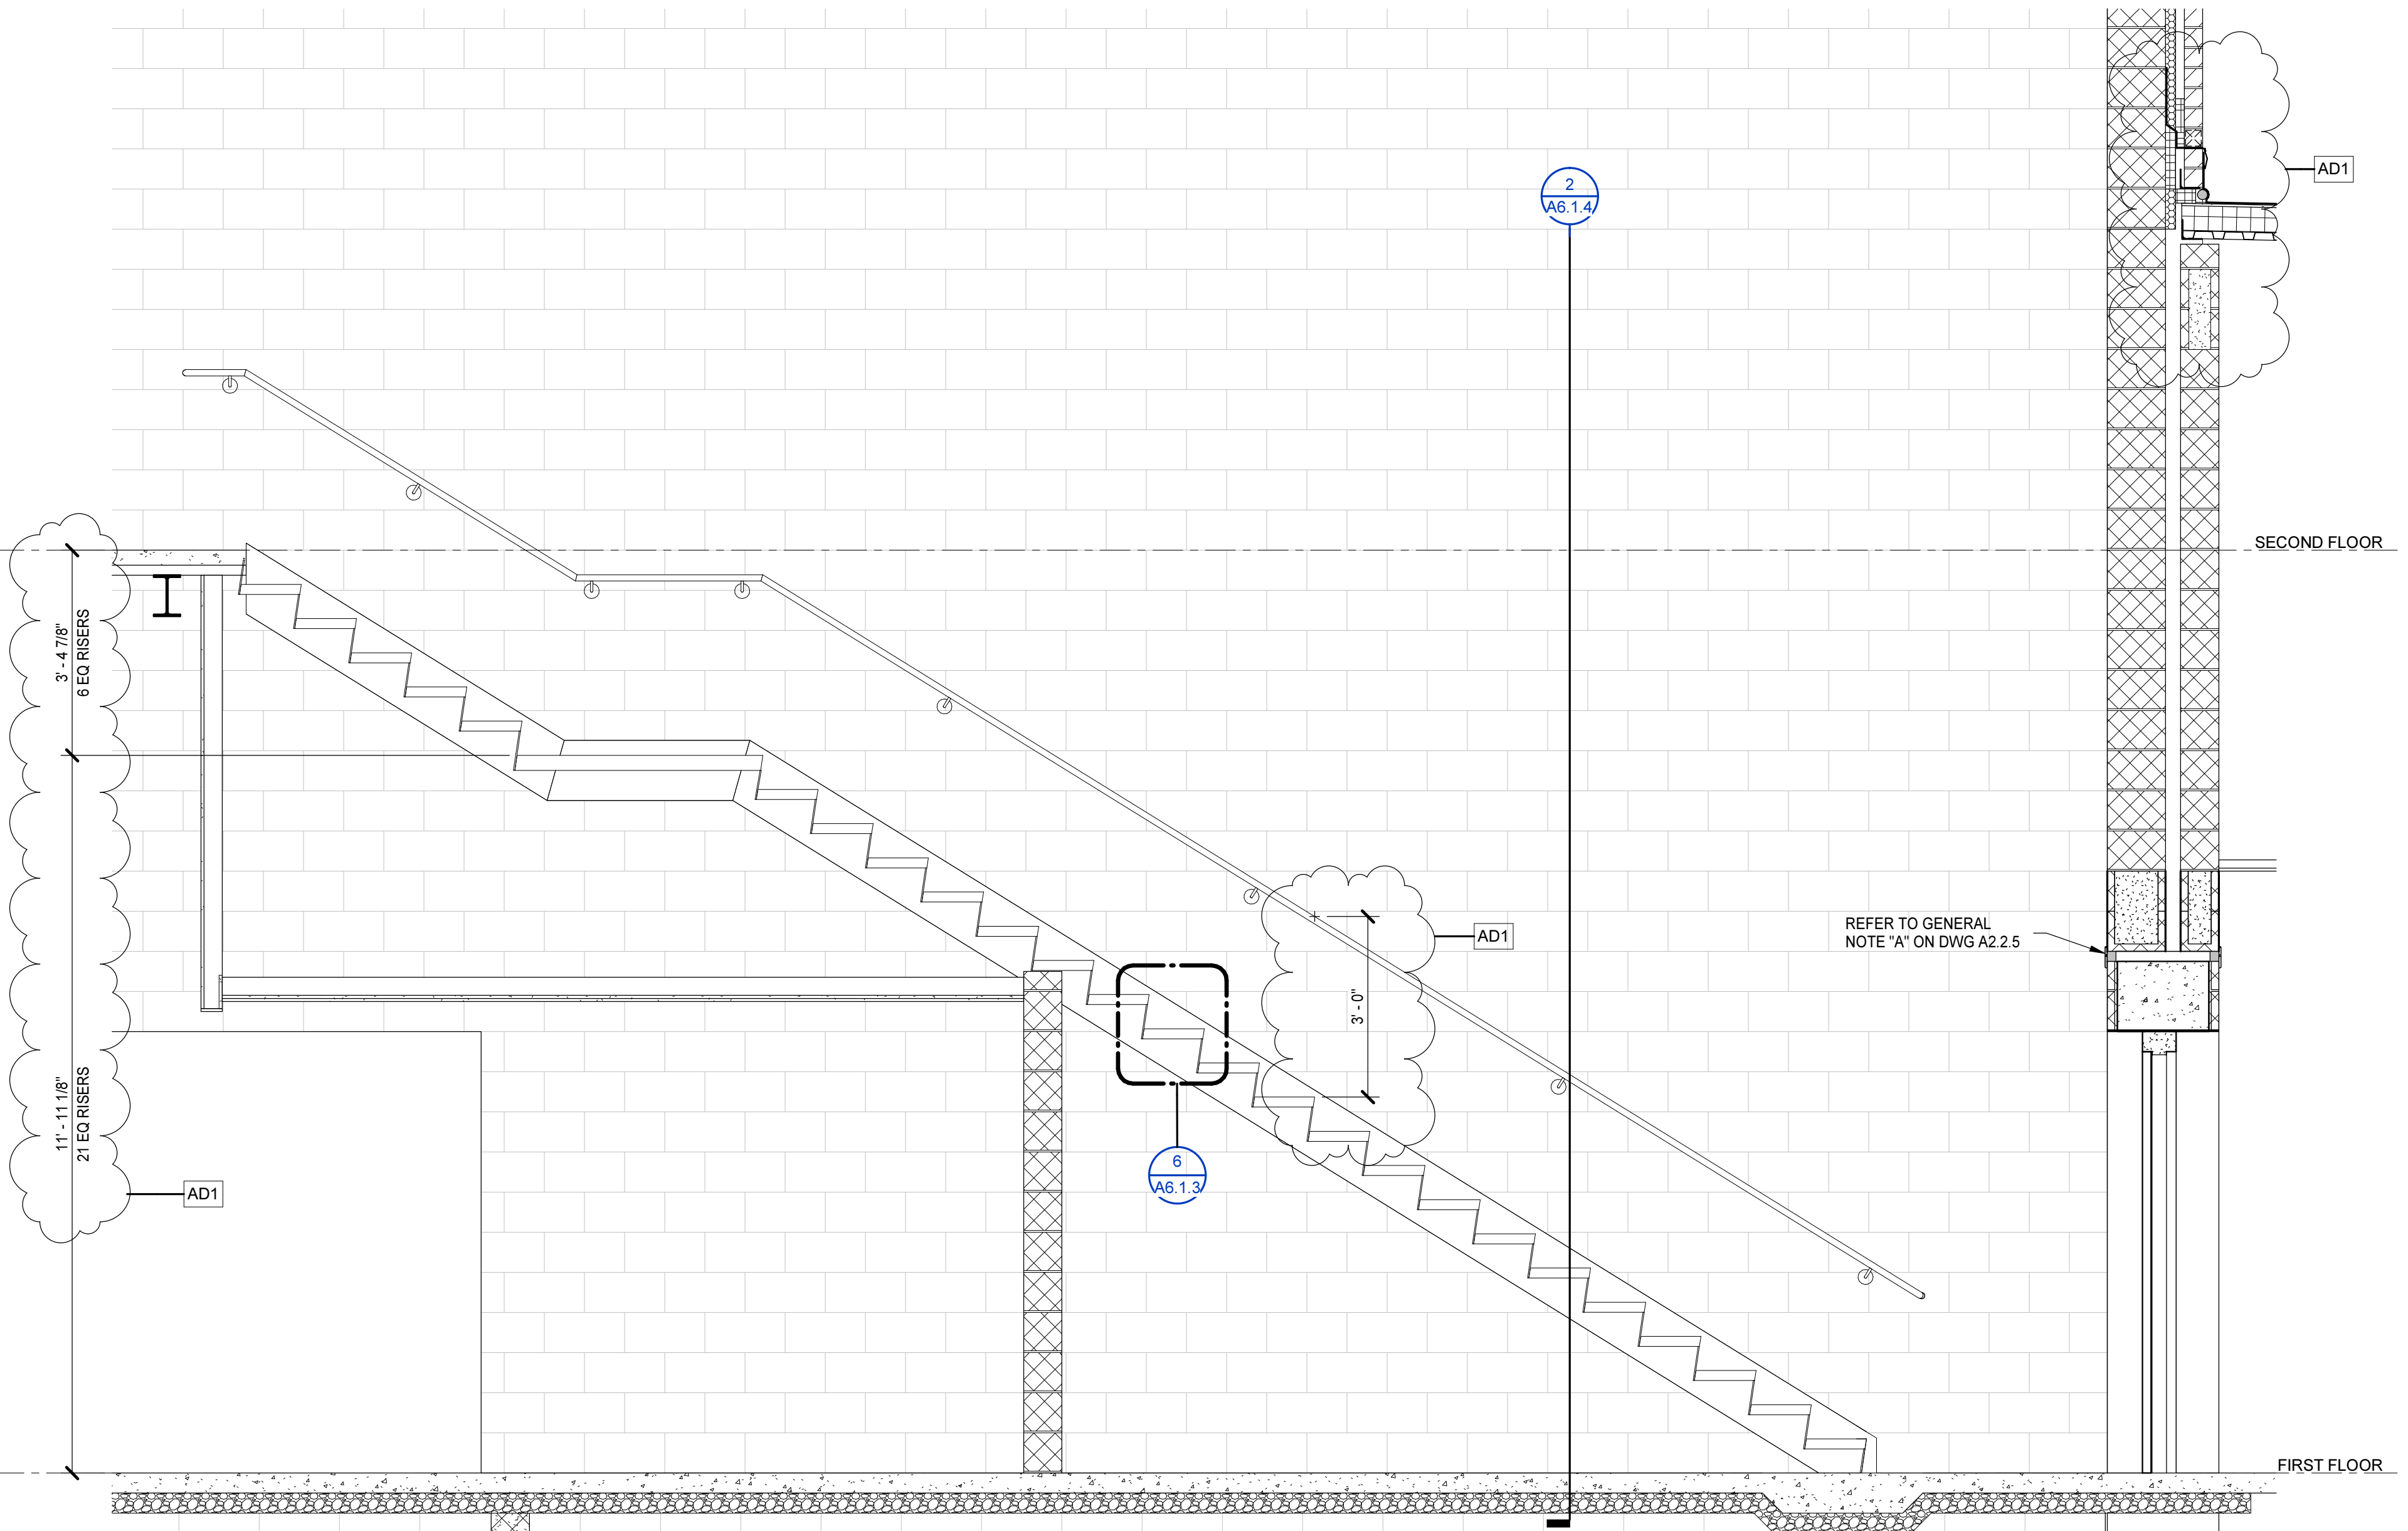 2
A6.1.4
AD1
SECOND FLOOR
3' - 4 7/8"
6 EQ RISERS
REFER TO GENERAL
NOTE "A" ON DWG A2.2.5
AD1
3' - 0"
11' - 11 1/8"
21 EQ RISERS
6
A6.1.3
AD1
FIRST FLOOR